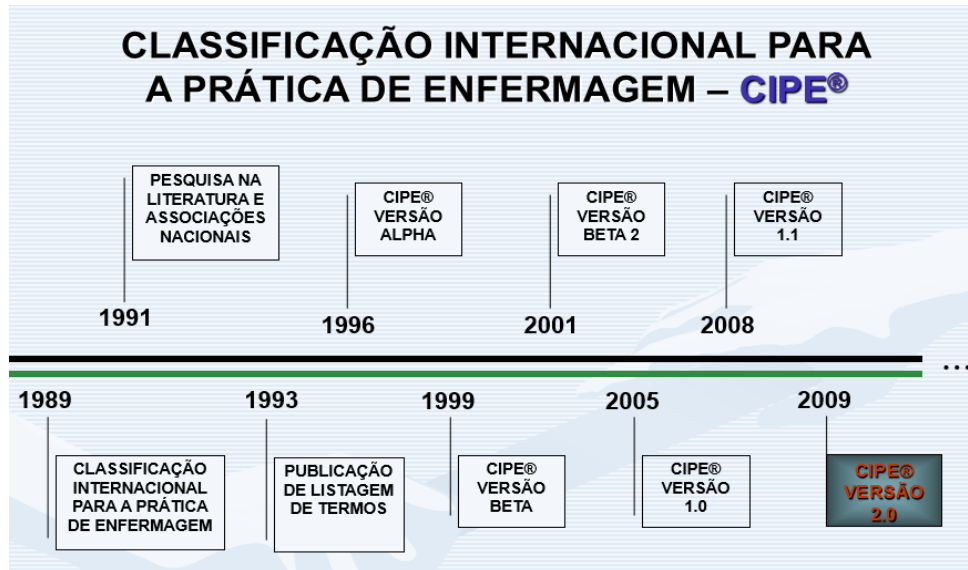 CLASSIFICAÇÃO INTERNACIONAL PARA
A PRÁTICA DE ENFERMAGEM – CIPE®
PESQUISA NA
LITERATURA E
ASSOCIAÇÕES
NACIONAIS
CIPE®
VERSÃO
ALPHA
CIPE®
VERSÃO
BETA 2
CIPE®
VERSÃO
1.1
1991
1996
2001
2008
...
1989
1993
1999
2005
2009
CLASSIFICAÇÃO
INTERNACIONAL
PARA A PRÁTICA
DE ENFERMAGEM
PUBLICAÇÃO
DE LISTAGEM
DE TERMOS
CIPE®
VERSÃO
BETA
CIPE®
VERSÃO
1.0
CIPE®
VERSÃO
2.0